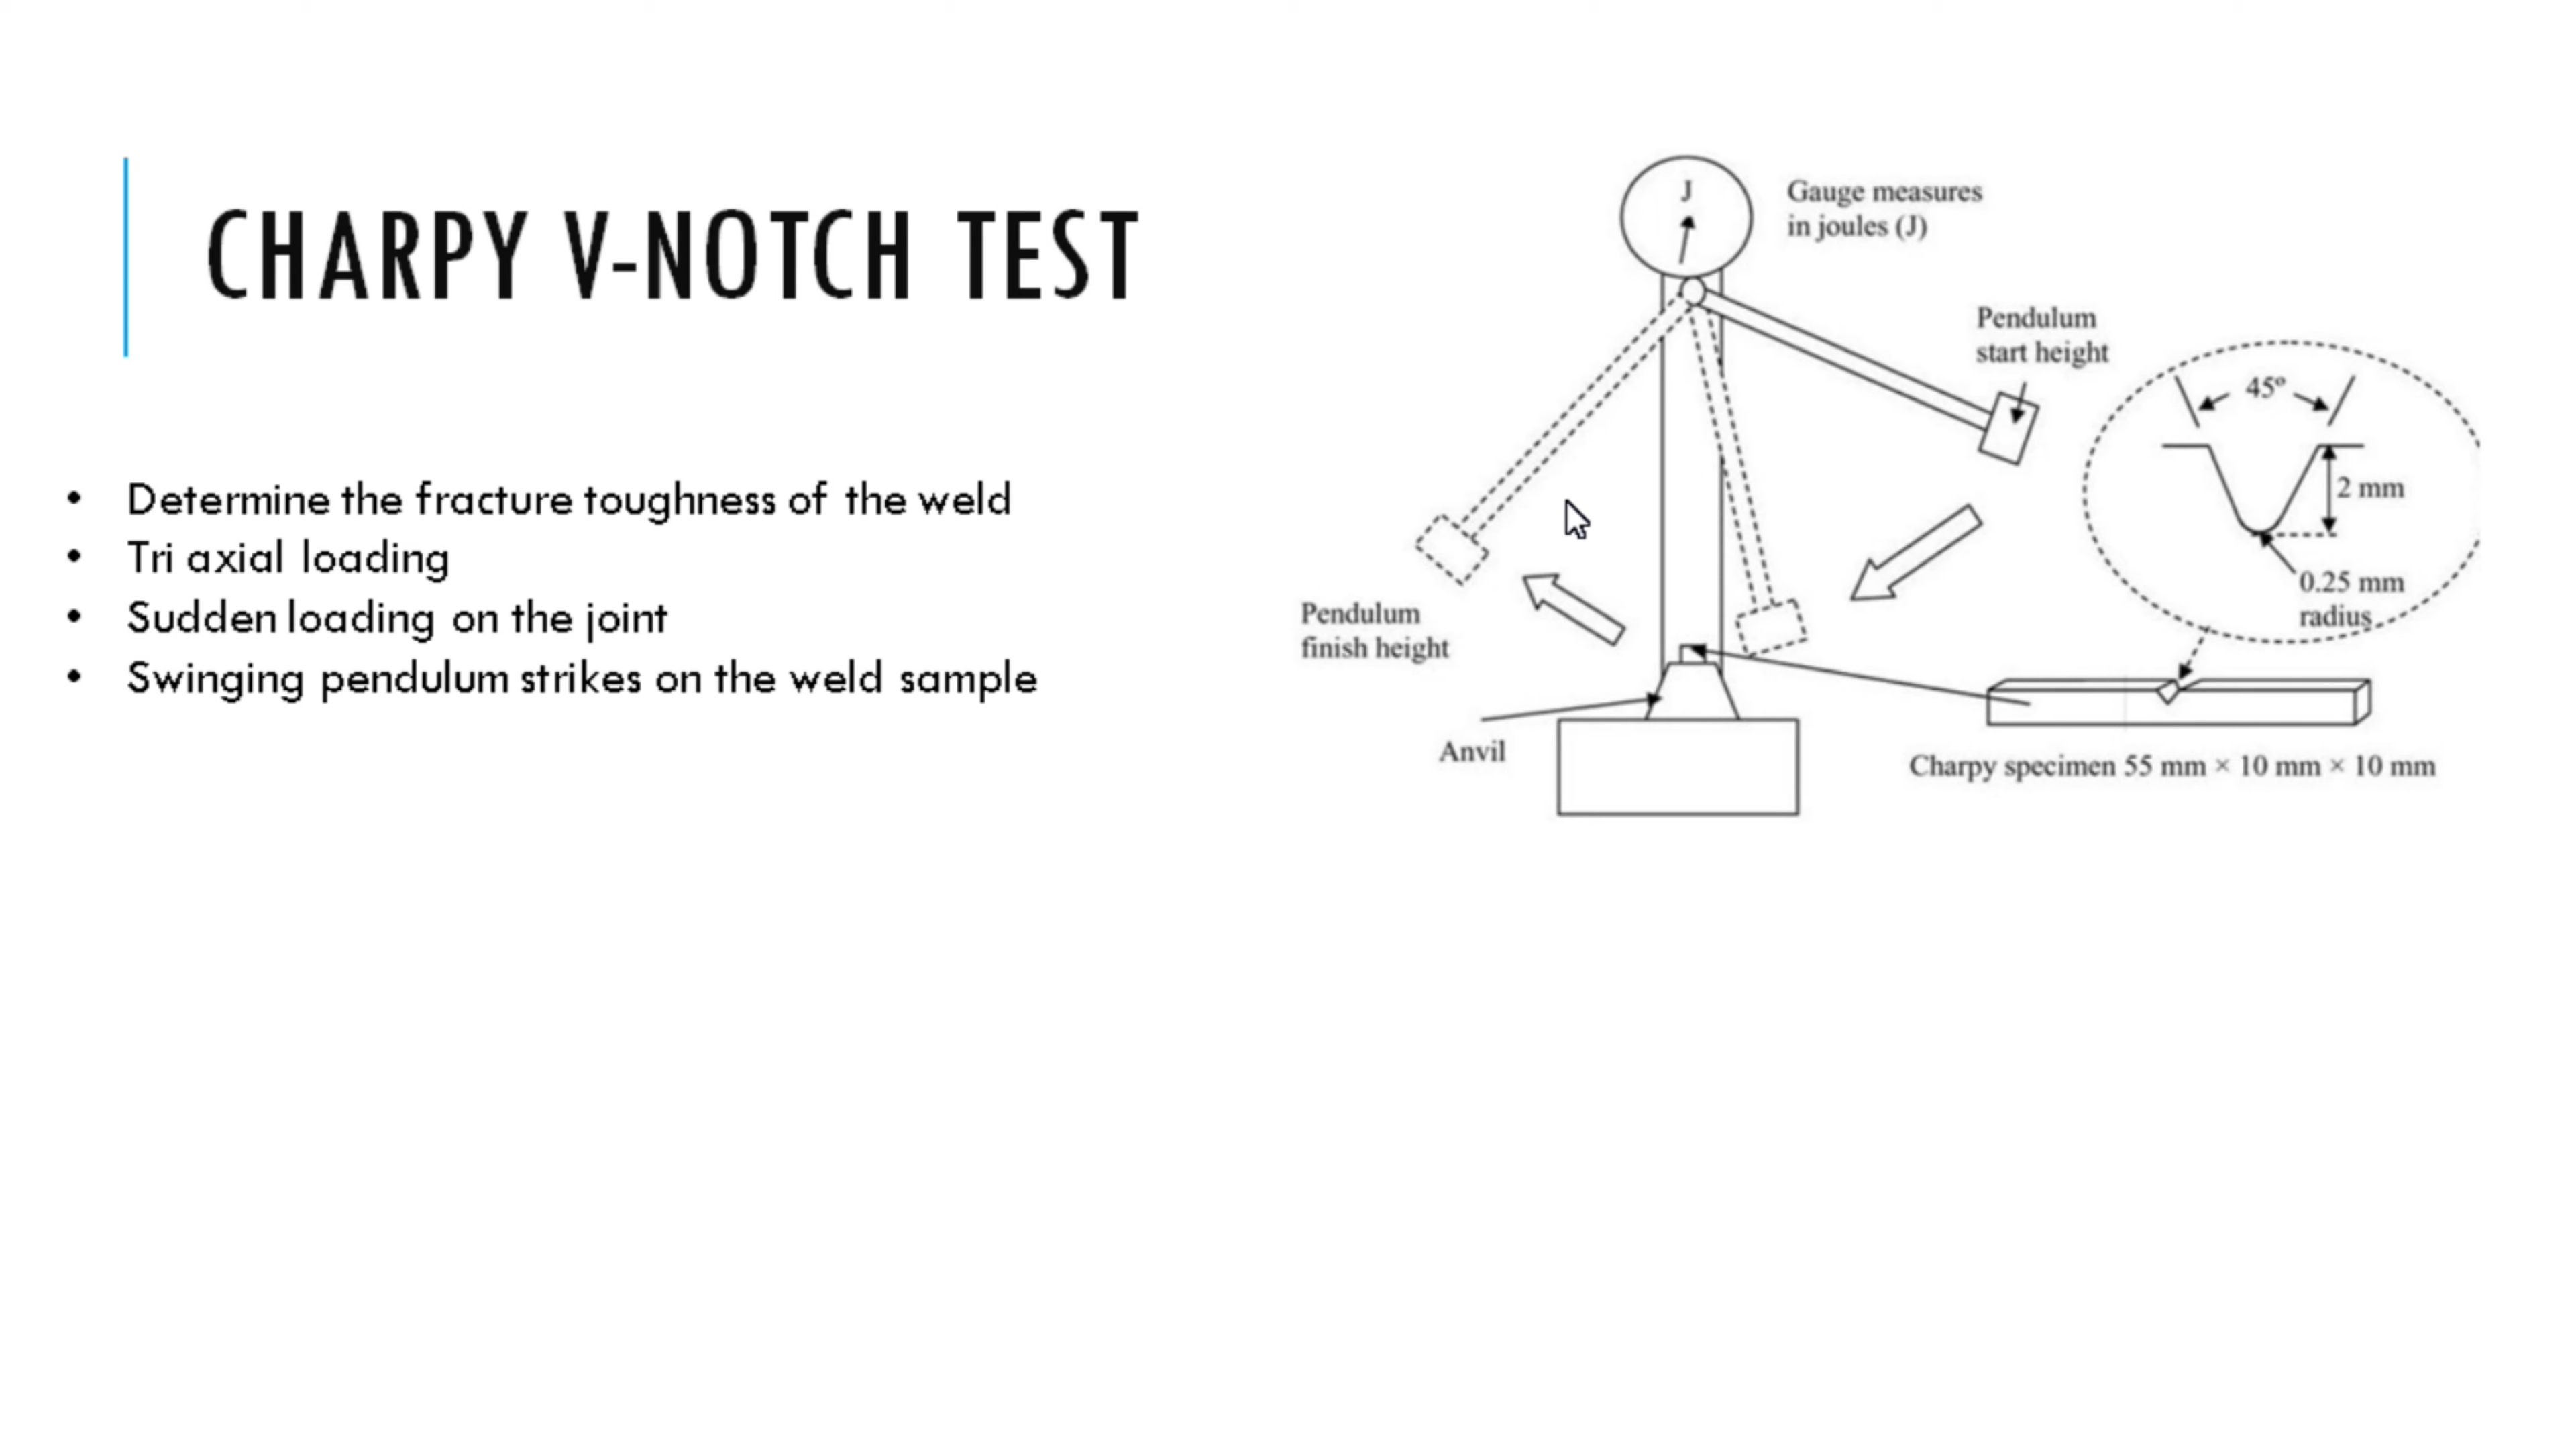 CHARPY V-NOTCH TEST
• Determine the fracture toughness of the weld
• Tri axial loading
• Sudden loading on the joint
• Swinging pendulum strikes on the weld sample
J
Gauge measures
in joules (J)
Pendulum
start height
45º
2 mm
0.25 mm
radius
Pendulum
finish height
Anvil
Charpy specimen 55 mm × 10 mm × 10 mm